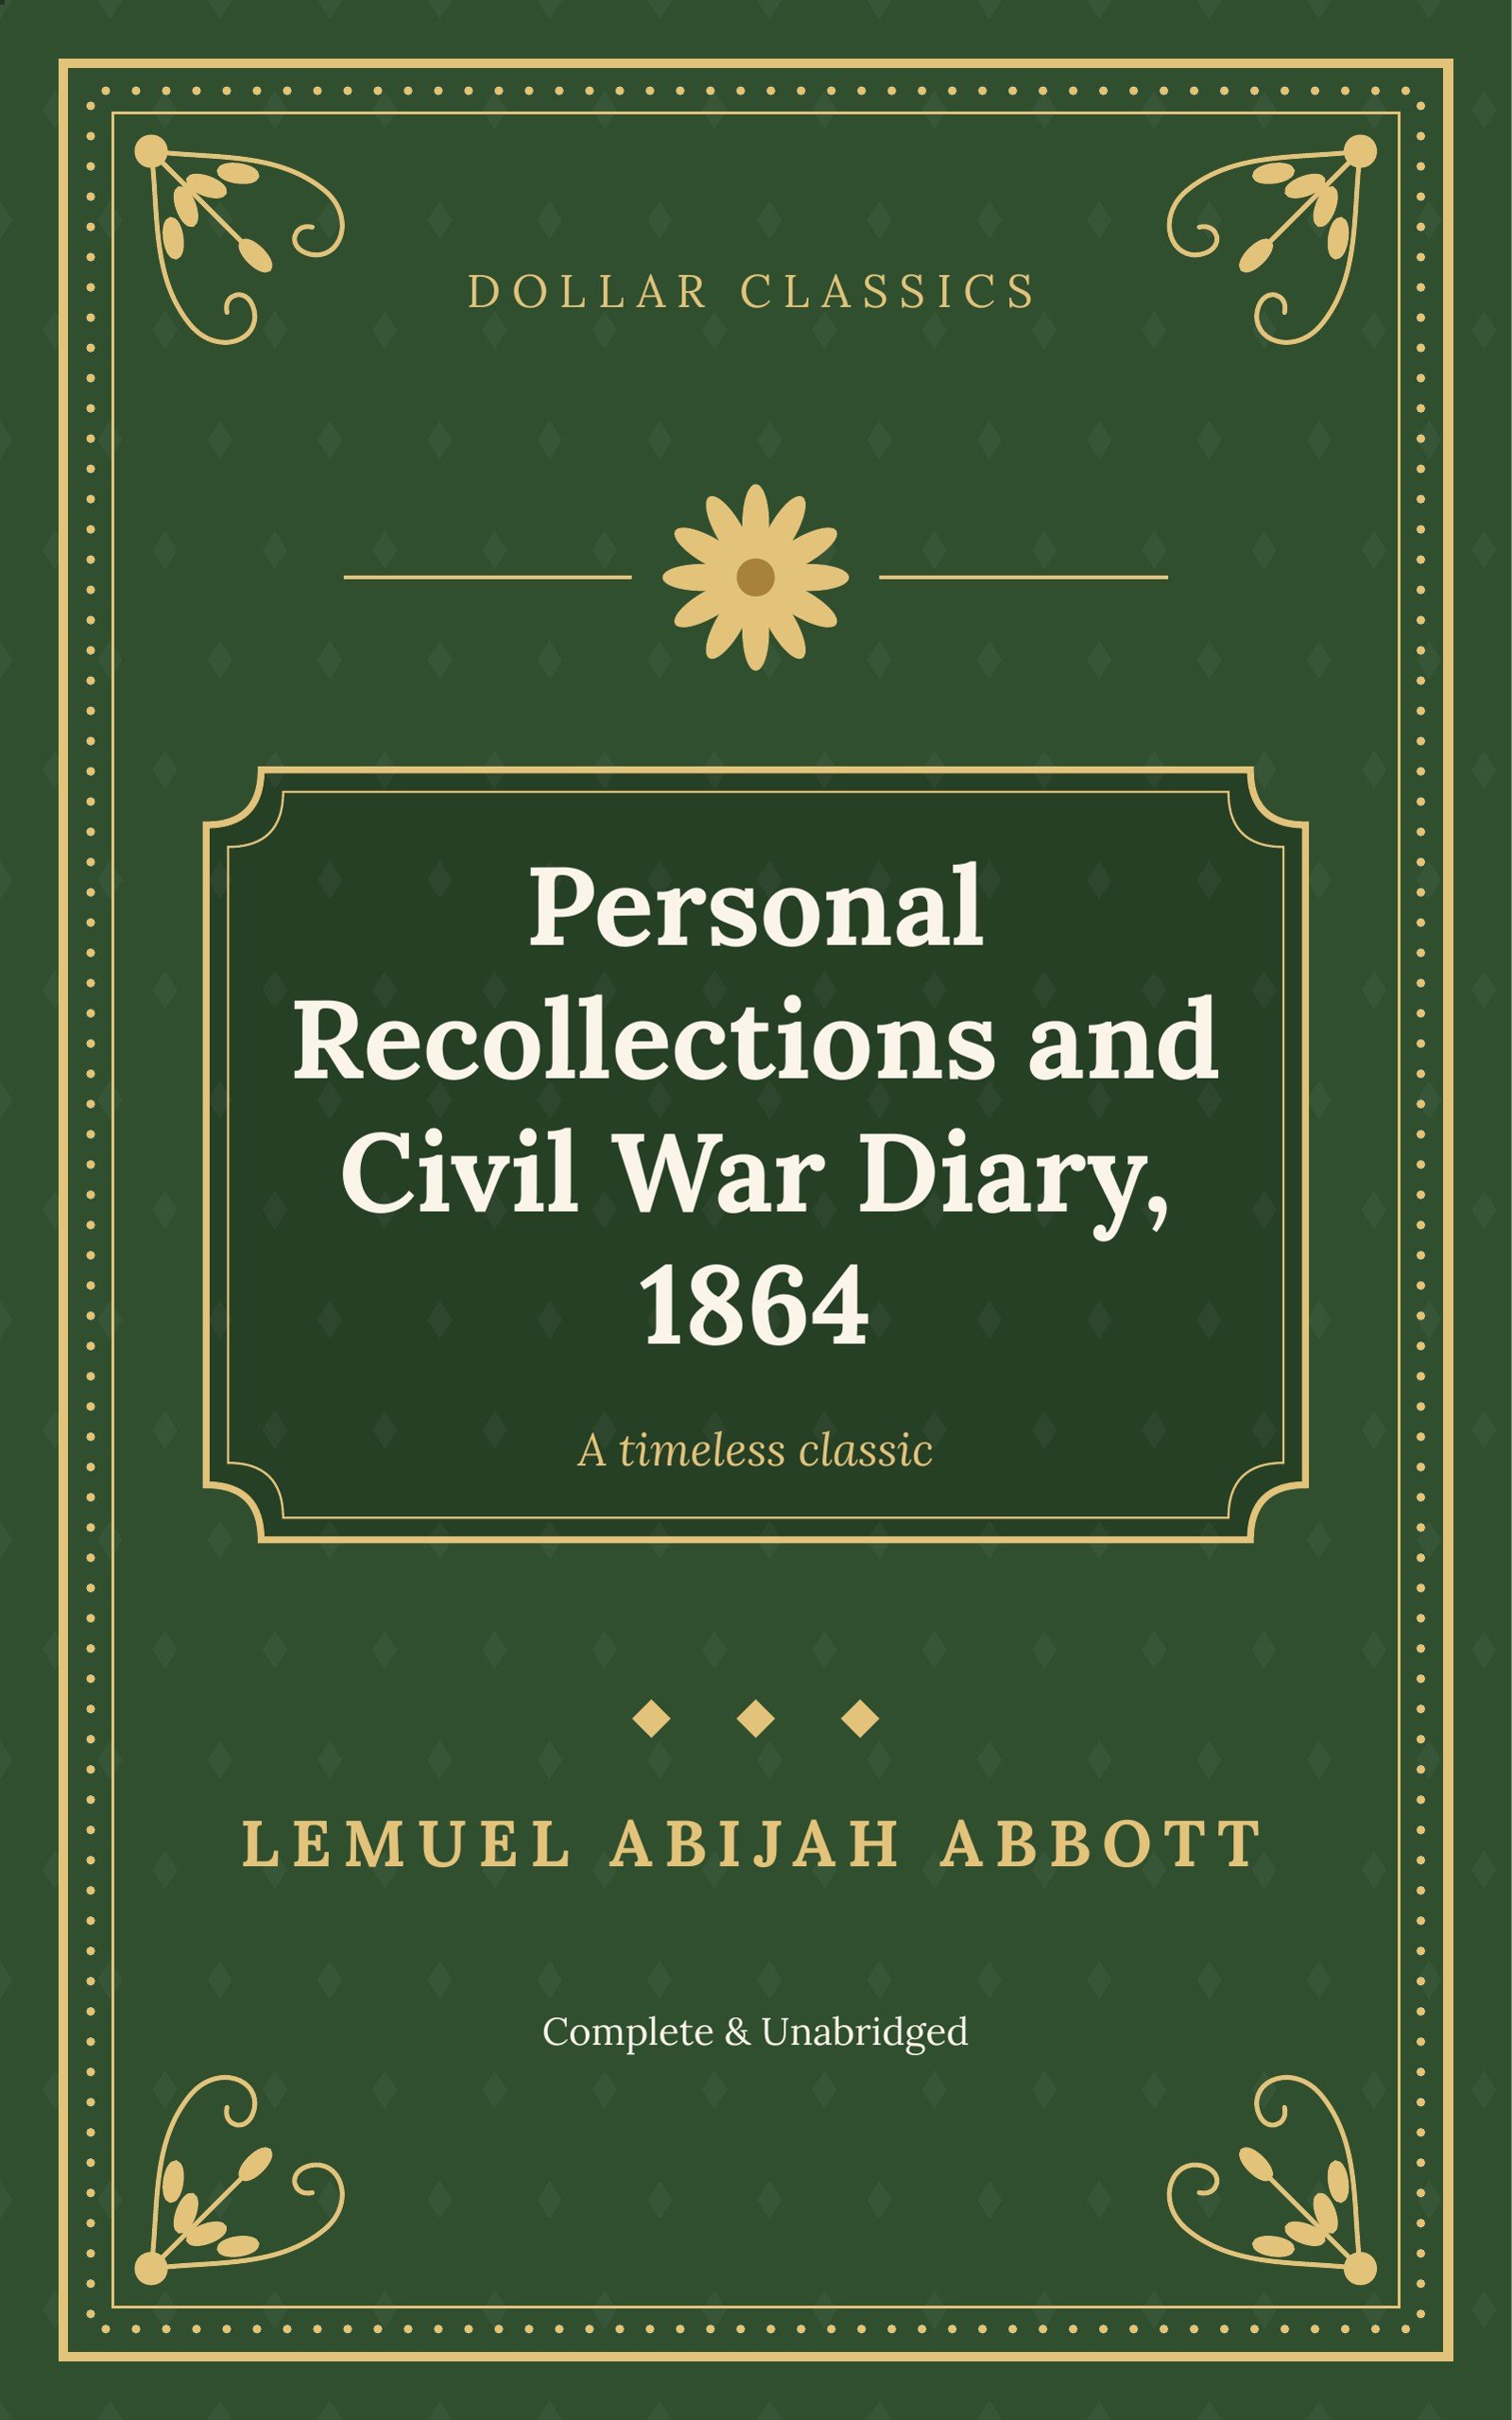 DOLLAR CLASSICS
Personal
Recollections and
Civil War Diary,
1864
A timeless classic
LEMUEL ABIJAH ABBOTT
Complete & Unabridged